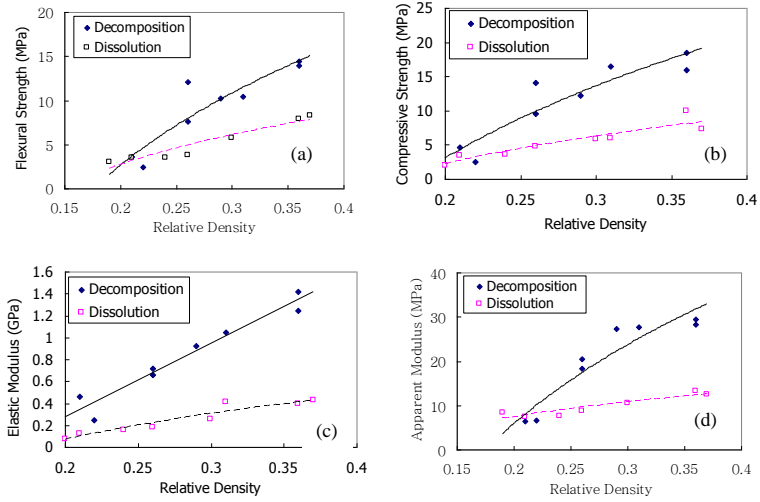 Flexural Strength (MPa)
20
15
10
5
0
Decomposition
Dissolution
(a)
0.15 0.2 0.25 0.3 0.35 0.4
Relative Density
Compressive Strength (MPa)
25
20
15
10
5
0
Decomposition
Dissolution
(b)
0.2 0.25 0.3 0.35 0.4
Relative Density
Elastic Modulus (GPa)
1.6
1.4
1.2
1
0.8
0.6
0.4
0.2
0
Decomposition
Dissolution
(c)
0.2 0.25 0.3 0.35 0.4
Relative Density
Apparent Modulus (MPa)
40
30
20
10
0
Decomposition
Dissolution
(d)
0.15 0.2 0.25 0.3 0.35 0.4
Relative Density